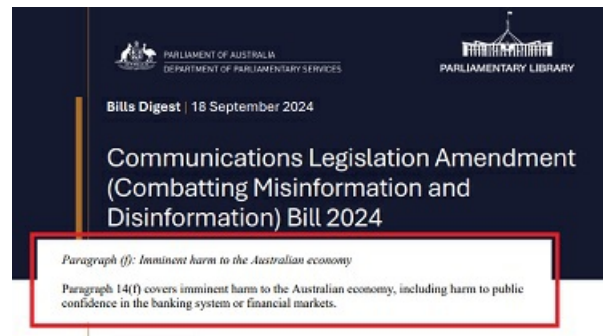 PARLIAMENT OF AUSTRALIA
DEPARTMENT OF PARLIAMENTARY SERVICES
PARLIAMENTARY LIBRARY
Bills Digest | 18 September 2024
Communications Legislation Amendment
(Combatting Misinformation and
Disinformation) Bill 2024
Paragraph (f): Imminent harm to the Australian economy
Paragraph 14(f) covers imminent harm to the Australian economy, including harm to public
confidence in the banking system or financial markets.